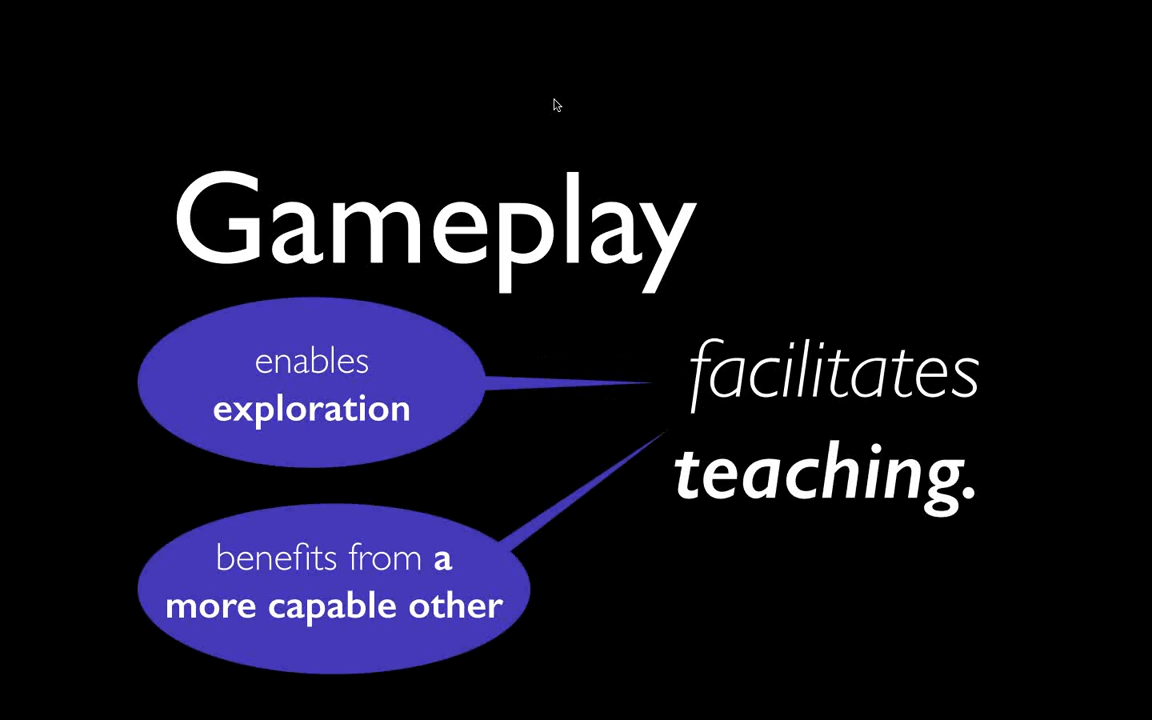 Gameplay
enables
exploration
facilitates
teaching.
benefits from a
more capable other